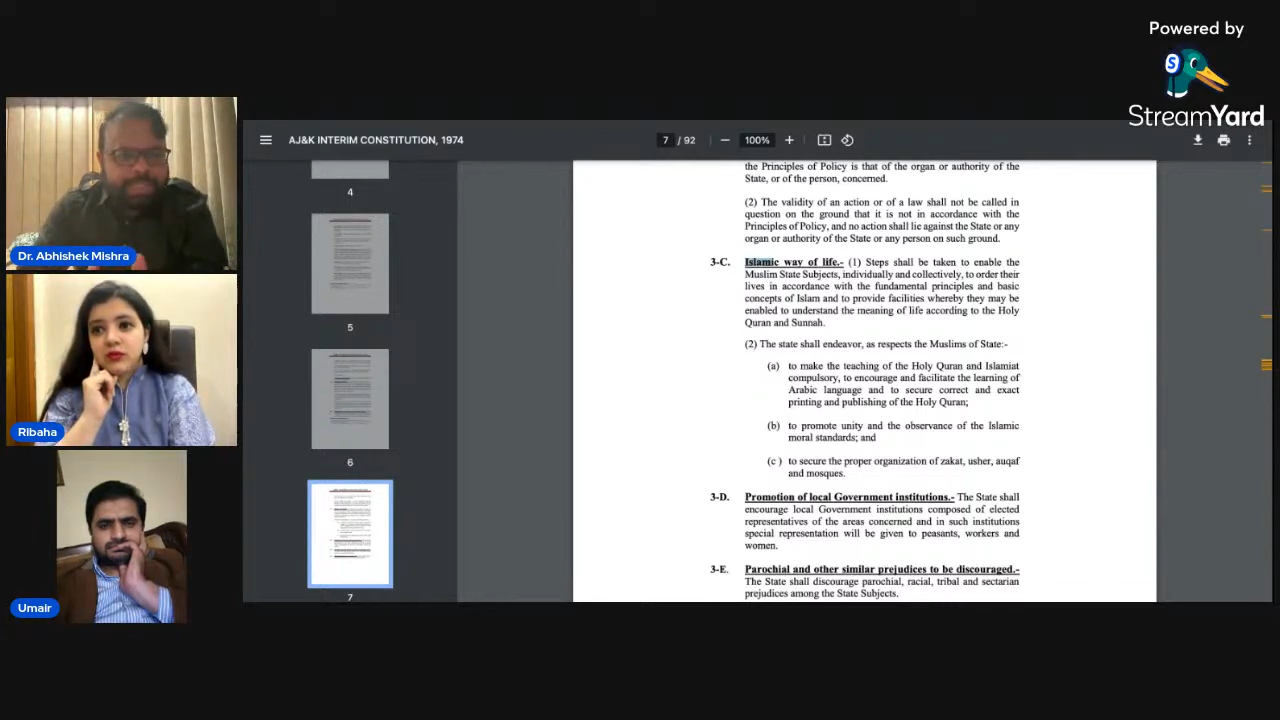 Powered by
StreamYard
AJ&K INTERIM CONSTITUTION, 1974
7 / 92
100%
4
5
6
7
the Principles of Policy is that of the organ or authority of the
State, or of the person, concerned.
(2) The validity of an action or of a law shall not be called in
question on the ground that it is not in accordance with the
Principles of Policy, and no action shall lie against the State or any
organ or authority of the State or any person on such ground.
3-C. Islamic way of life.- (1) Steps shall be taken to enable the
Muslim State Subjects, individually and collectively, to order their
lives in accordance with the fundamental principles and basic
concepts of Islam and to provide facilities whereby they may be
enabled to understand the meaning of life according to the Holy
Quran and Sunnah.
(2) The state shall endeavor, as respects the Muslims of State:-
(a) to make the teaching of the Holy Quran and Islamiat
compulsory, to encourage and facilitate the learning of
Arabic language and to secure correct and exact
printing and publishing of the Holy Quran;
(b) to promote unity and the observance of the Islamic
moral standards; and
(c ) to secure the proper organization of zakat, usher, auqaf
and mosques.
3-D. Promotion of local Government institutions.- The State shall
encourage local Government institutions composed of elected
representatives of the areas concerned and in such institutions
special representation will be given to peasants, workers and
women.
3-E. Parochial and other similar prejudices to be discouraged.-
The State shall discourage parochial, racial, tribal and sectarian
prejudices among the State Subjects.
Dr. Abhishek Mishra
Ribaha
Umair